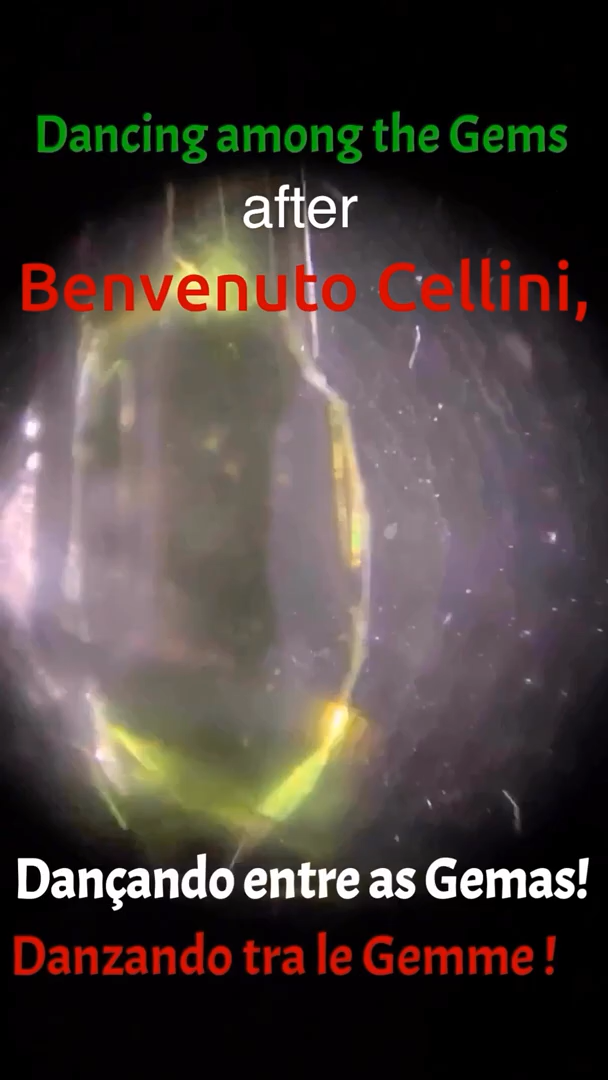 Dancing among the Gems
after
Benvenuto Cellini,
Dançando entre as Gemas!
Danzando tra le Gemme !